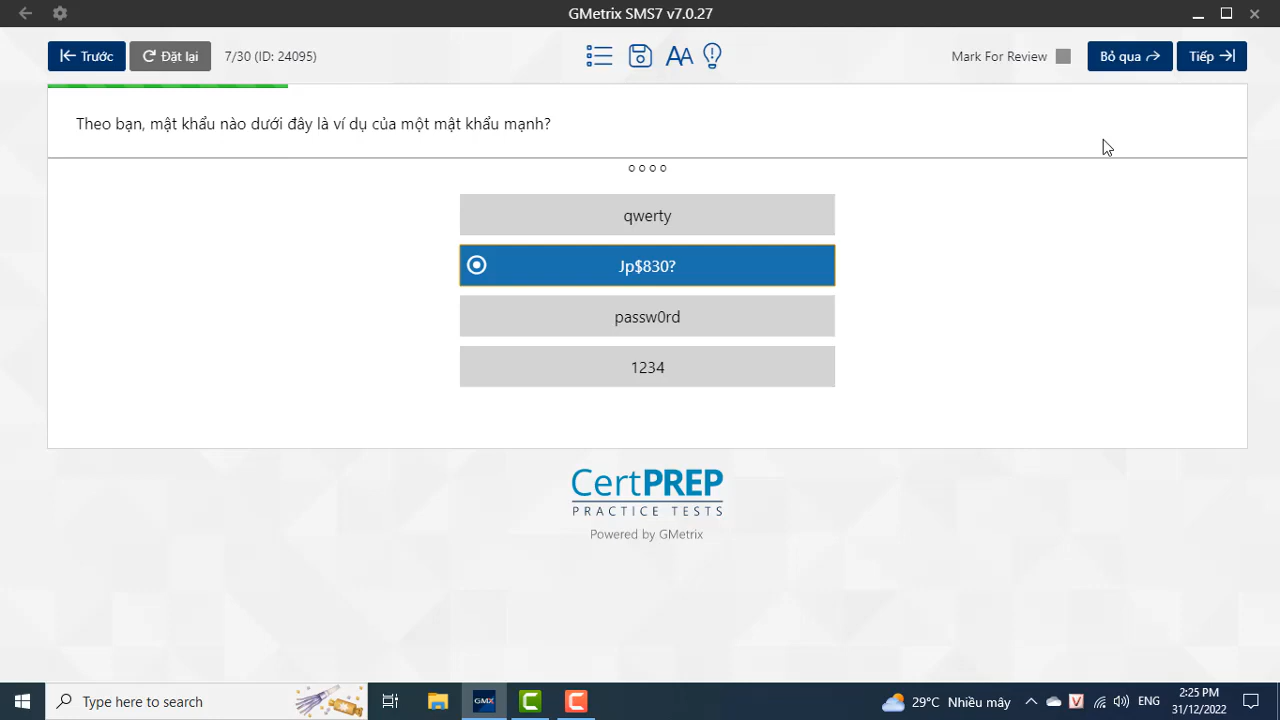 GMetrix SMS7 v7.0.27
Trước
Đặt lại
7/30 (ID: 24095)
AA
Mark For Review
Bỏ qua
Tiếp
Theo bạn, mật khẩu nào dưới đây là ví dụ của một mật khẩu mạnh?
qwerty
Jp$830?
passw0rd
1234
CertPREP
PRACTICE TESTS
Powered by GMetrix
Type here to search
GMX
C
C
29°C Nhiều mây
V
ENG
2:25 PM
31/12/2022